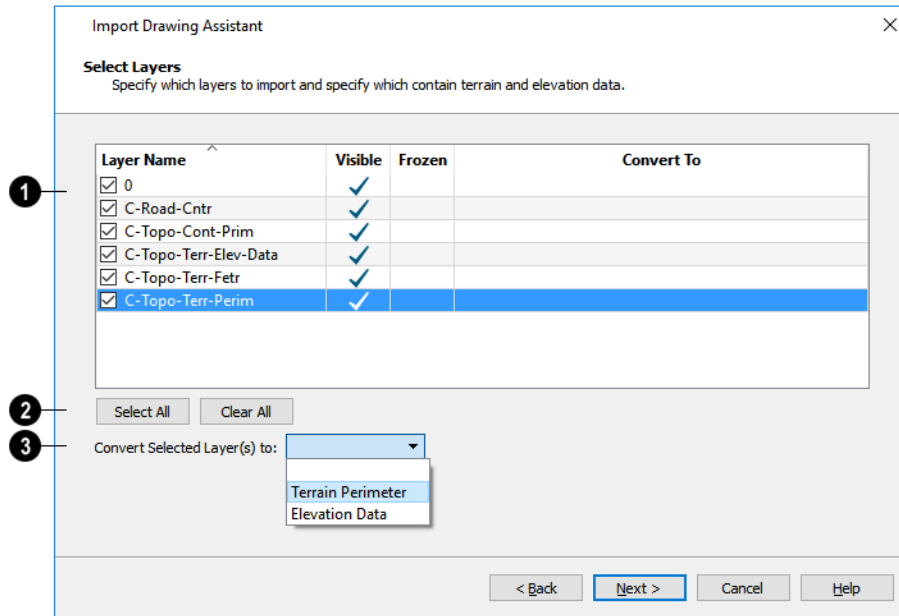 Import Drawing Assistant
Select Layers
Specify which layers to import and specify which contain terrain and elevation data.
Layer Name Visible Frozen Convert To
1
0
C-Road-Cntr
C-Topo-Cont-Prim
C-Topo-Terr-Elev-Data
C-Topo-Terr-Fetr
C-Topo-Terr-Perim
2 Select All Clear All
3 Convert Selected Layer(s) to:
Terrain Perimeter
Elevation Data
< Back Next > Cancel Help